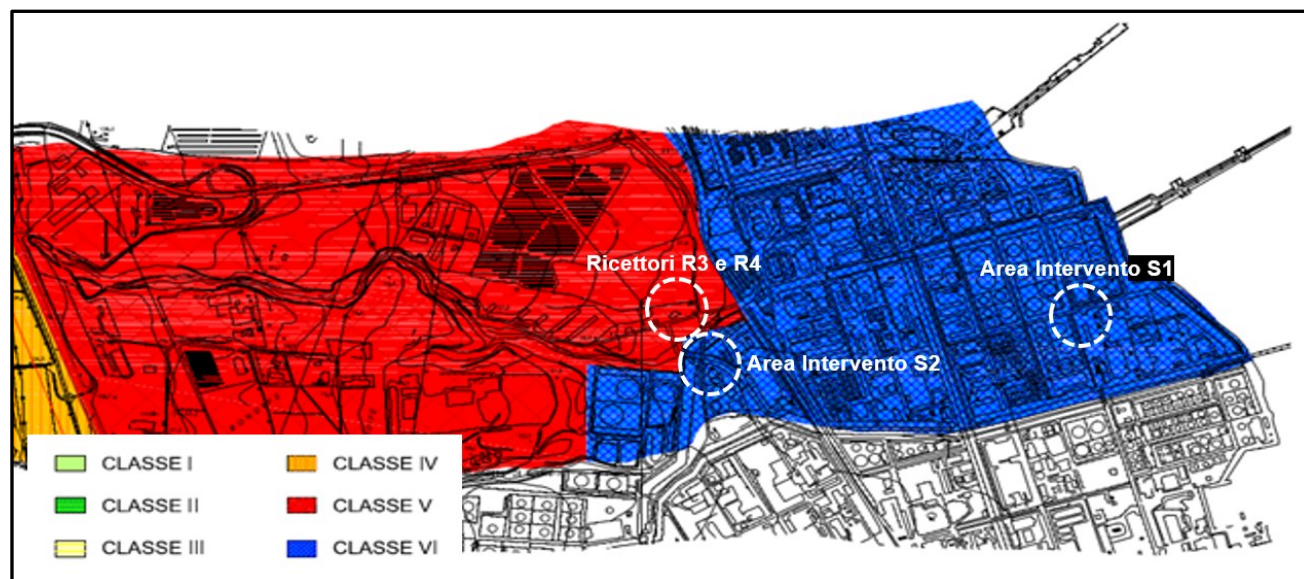 Ricettori R3 e R4
Area Intervento S1
Area Intervento S2
CLASSE I
CLASSE II
CLASSE III
CLASSE IV
CLASSE V
CLASSE VI